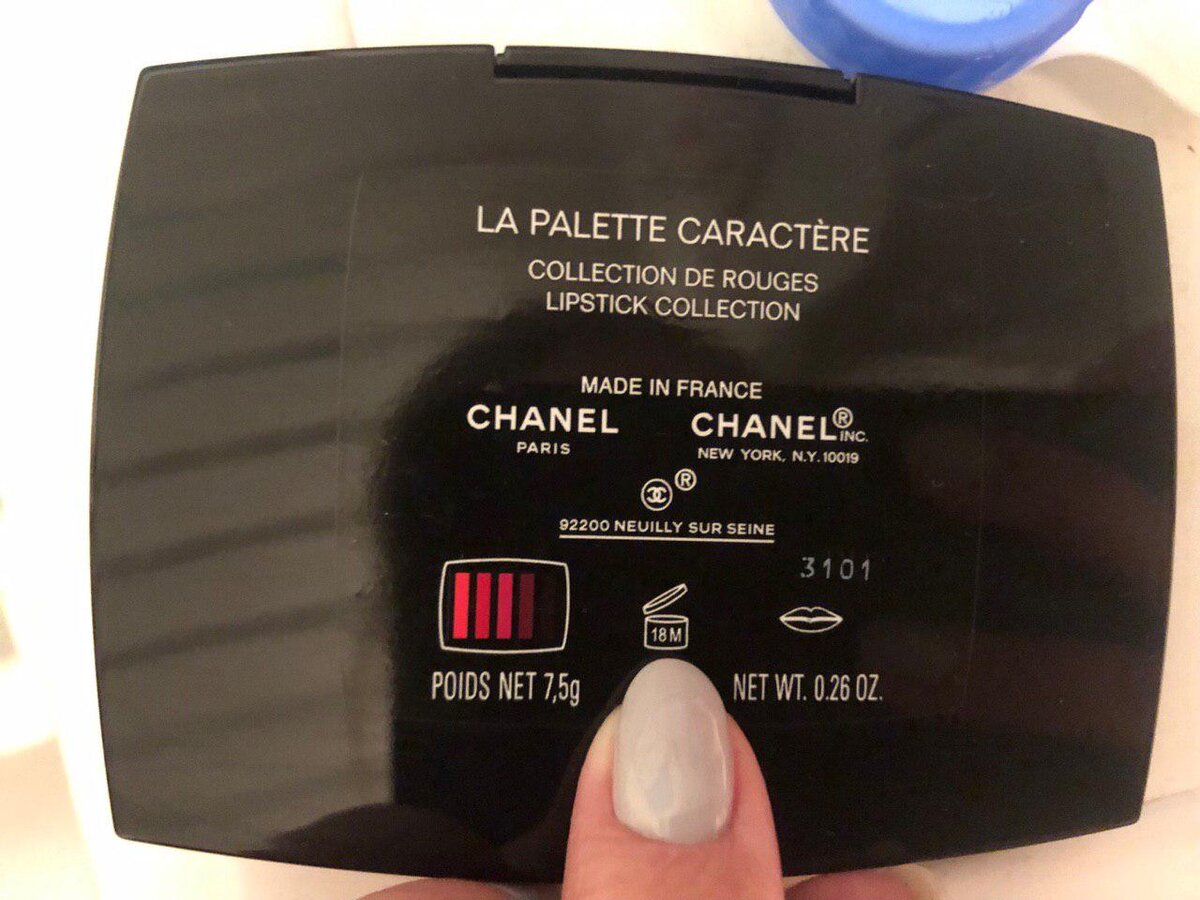 LA PALETTE CARACTÈRE
COLLECTION DE ROUGES
LIPSTICK COLLECTION
MADE IN FRANCE
CHANEL CHANEL® INC.
PARIS NEW YORK, N.Y. 10019
®
92200 NEUILLY SUR SEINE
3101
18 M
POIDS NET 7,5g NET WT. 0.26 OZ.